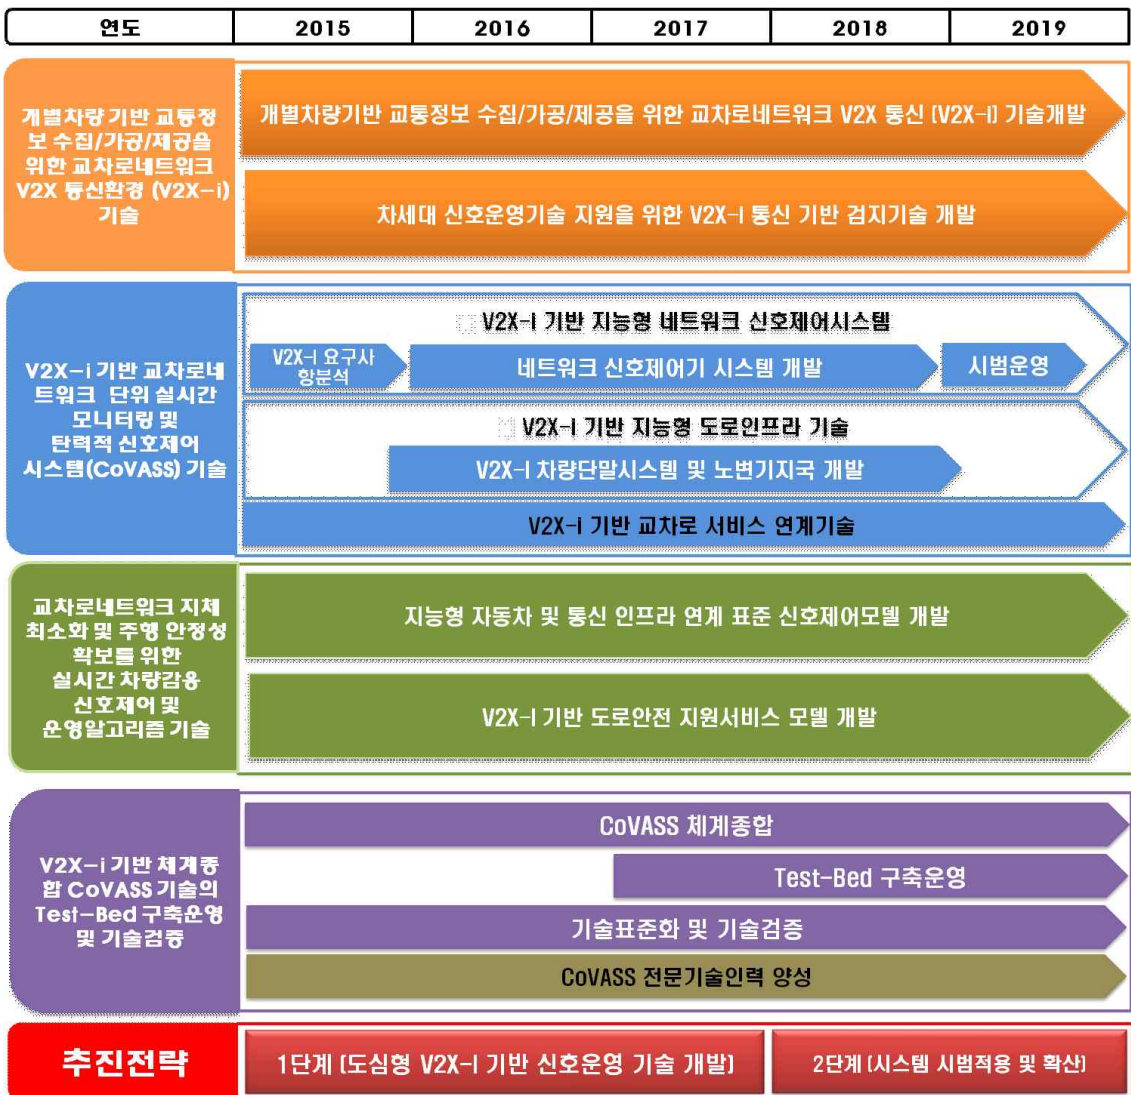 연도 2015 2016 2017 2018 2019
개별차량 기반 교통정
보 수집/가공/제공을
위한 교차로네트워크
V2X 통신환경 (V2X-i)
기술
개별차량기반 교통정보 수집/가공/제공을 위한 교차로네트워크 V2X 통신 (V2X-I) 기술개발
차세대 신호운영기술 지원을 위한 V2X-I 통신 기반 검지기술 개발
V2X-i 기반 교차로네
트워크 단위 실시간
모니터링 및
탄력적 신호제어
시스템(CoVASS) 기술
V2X-I 기반 지능형 네트워크 신호제어시스템
V2X-I 요구사
항분석
네트워크 신호제어기 시스템 개발
시범운영
V2X-I 기반 지능형 도로인프라 기술
V2X-I 차량단말시스템 및 노변기지국 개발
V2X-i 기반 교차로 서비스 연계기술
교차로네트워크 지체
최소화 및 주행 안정성
확보를 위한
실시간 차량감응
신호제어 및
운영알고리즘 기술
지능형 자동차 및 통신 인프라 연계 표준 신호제어모델 개발
V2X-I 기반 도로안전 지원서비스 모델 개발
V2X-i 기반 체계종
합 CoVASS 기술의
Test-Bed 구축운영
및 기술검증
CoVASS 체계종합
Test-Bed 구축운영
기술표준화 및 기술검증
CoVASS 전문기술인력 양성
추진전략
1단계 (도심형 V2X-I 기반 신호운영 기술 개발)
2단계 (시스템 시범적용 및 확산)